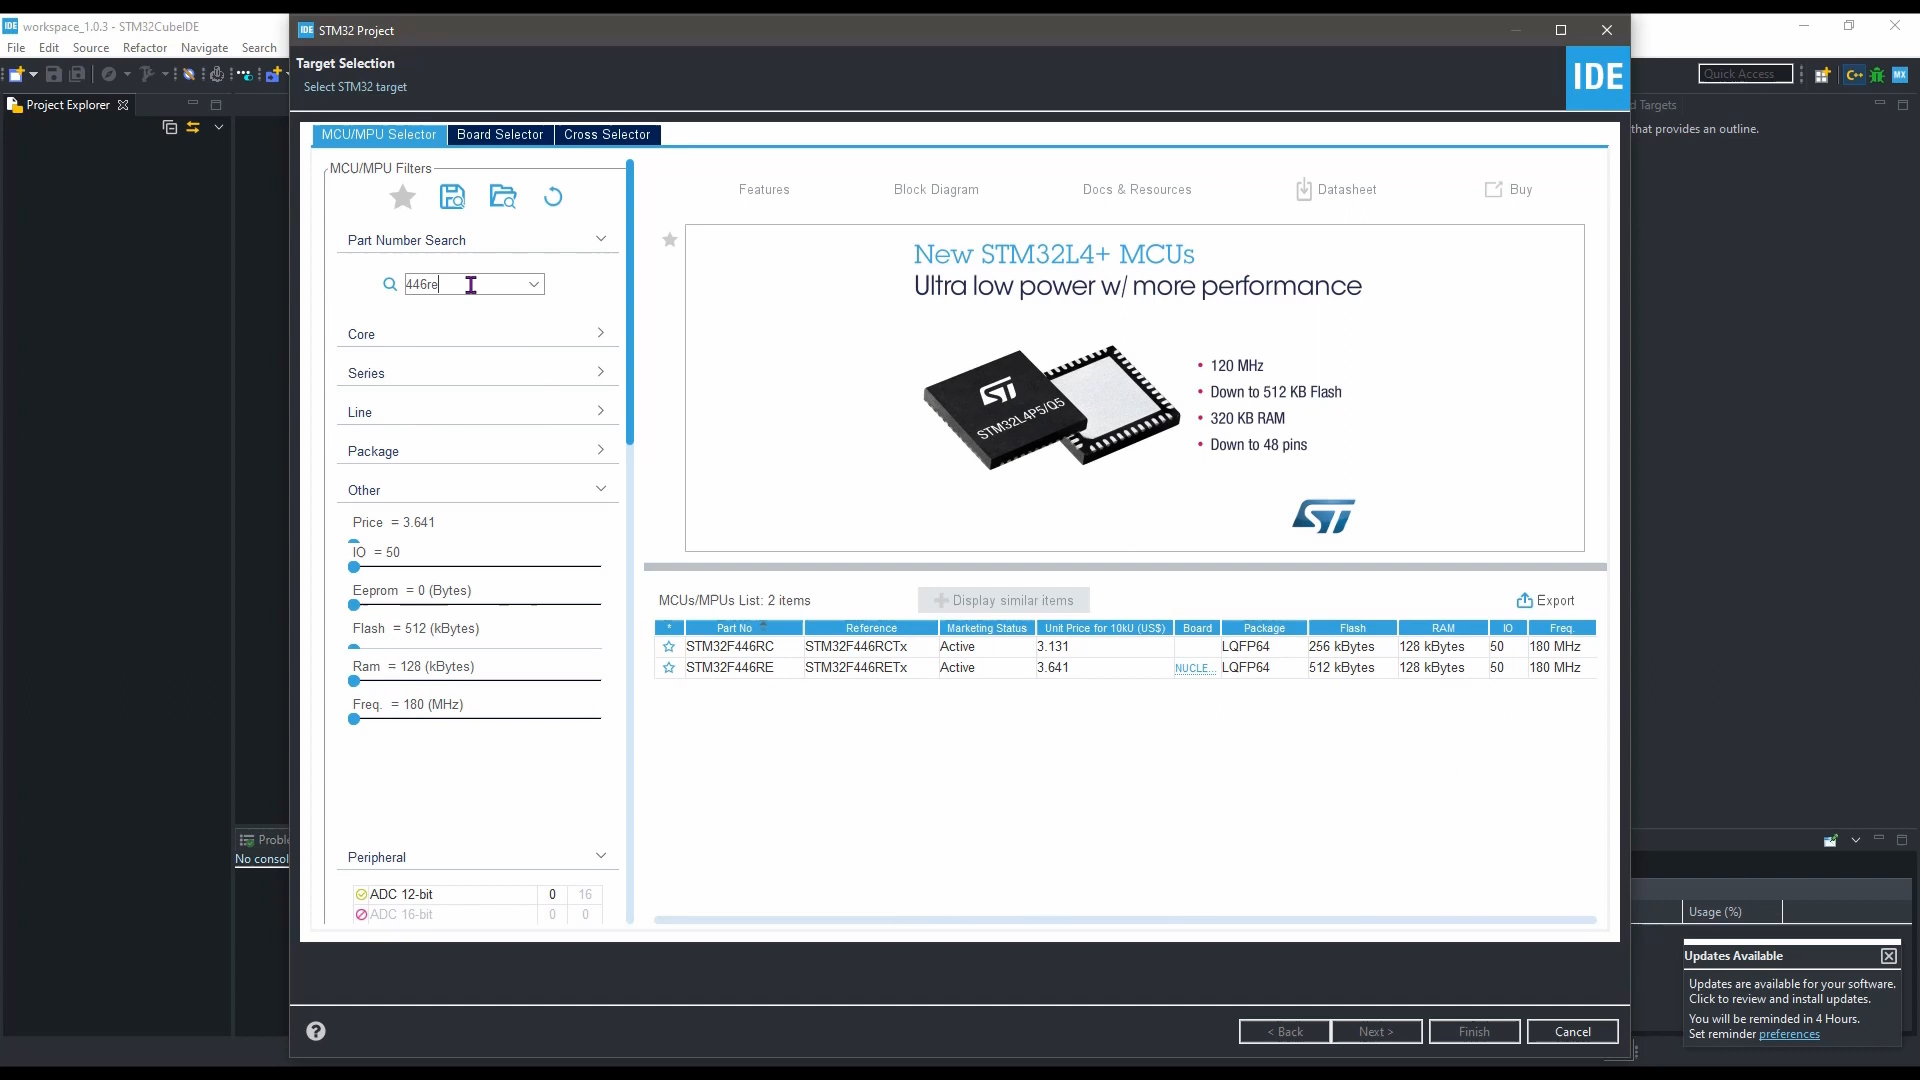 IDE workspace_1.0.3 - STM32CubeIDE
File Edit Source Refactor Navigate Search
Quick Access
C++
MX
Project Explorer
d Targets
that provides an outline.
Proble
No consol
IDE STM32 Project
Target Selection
Select STM32 target
IDE
MCU/MPU Selector Board Selector Cross Selector
MCU/MPU Filters
Part Number Search
446re
Core
Series
Line
Package
Other
Price = 3.641
IO = 50
Eeprom = 0 (Bytes)
Flash = 512 (kBytes)
Ram = 128 (kBytes)
Freq. = 180 (MHz)
Peripheral
ADC 12-bit 0 16
ADC 16-bit 0 0
Features Block Diagram Docs & Resources Datasheet Buy
New STM32L4+ MCUs
Ultra low power w/ more performance
ST
STM32L4P5/Q5
• 120 MHz
• Down to 512 KB Flash
• 320 KB RAM
• Down to 48 pins
ST
MCUs/MPUs List: 2 items Display similar items Export
* Part No Reference Marketing Status Unit Price for 10kU (US$) Board Package Flash RAM IO Freq.
STM32F446RC STM32F446RCTx Active 3.131 LQFP64 256 kBytes 128 kBytes 50 180 MHz
STM32F446RE STM32F446RETx Active 3.641 NUCLE... LQFP64 512 kBytes 128 kBytes 50 180 MHz
?
< Back Next > Finish Cancel
Usage (%)
Updates Available
Updates are available for your software.
Click to review and install updates.
You will be reminded in 4 Hours.
Set reminder preferences